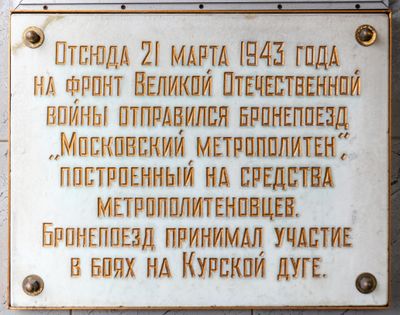 Отсюда 21 марта 1943 года
на фронт Великой Отечественной
войны отправился бронепоезд
„Московский метрополитен“,
построенный на средства
метрополитеновцев.
Бронепоезд принимал участие
в боях на Курской дуге.